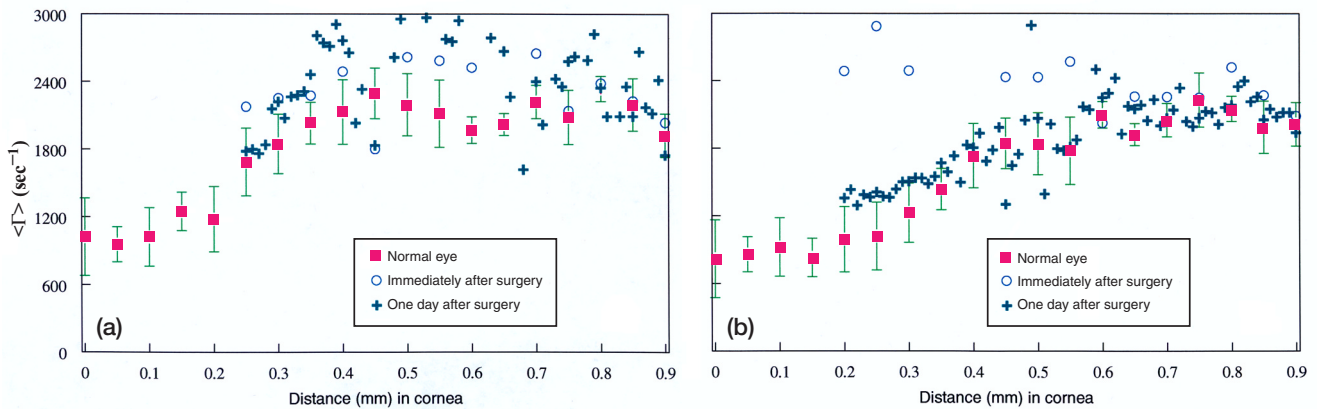 3000
2400
1800
1200
600
0
<Γ> (sec⁻¹)
Normal eye
Immediately after surgery
One day after surgery
(a)
0 0.1 0.2 0.3 0.4 0.5 0.6 0.7 0.8 0.9
Distance (mm) in cornea
Normal eye
Immediately after surgery
One day after surgery
(b)
0 0.1 0.2 0.3 0.4 0.5 0.6 0.7 0.8 0.9
Distance (mm) in cornea